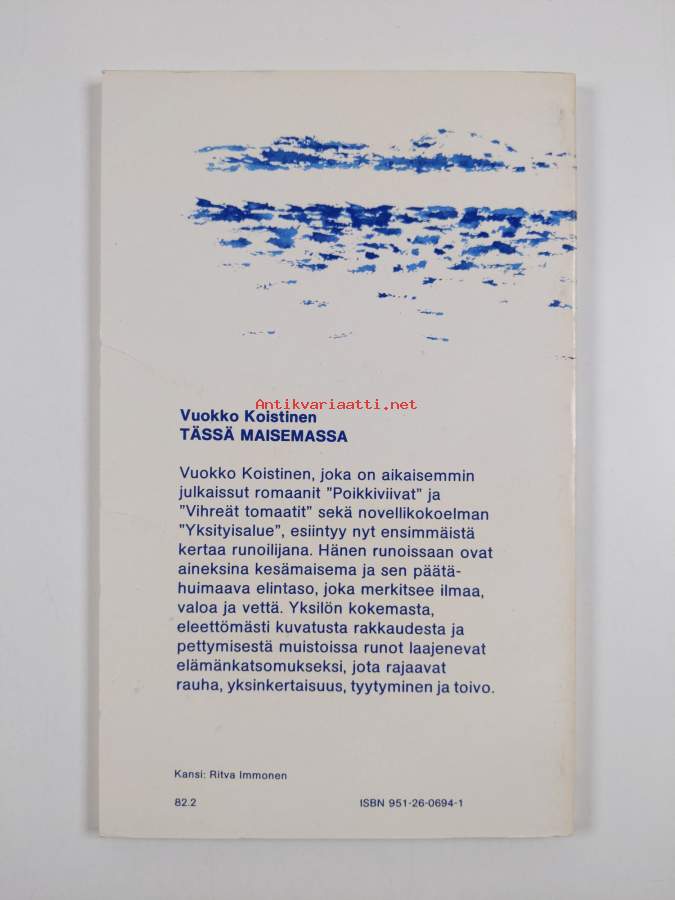 Antikvariaatti.net
Vuokko Koistinen
TÄSSÄ MAISEMASSA
Vuokko Koistinen, joka on aikaisemmin
julkaissut romaanit "Poikkiviivat" ja
"Vihreät tomaatit" sekä novellikokoelman
"Yksityisalue", esiintyy nyt ensimmäistä
kertaa runoilijana. Hänen runoissaan ovat
aineksina kesämaisema ja sen päätä-
huimaava elintaso, joka merkitsee ilmaa,
valoa ja vettä. Yksilön kokemasta,
eleettömästi kuvatusta rakkaudesta ja
pettymisestä muistoissa runot laajenevat
elämänkatsomukseksi, jota rajaavat
rauha, yksinkertaisuus, tyytyminen ja toivo.
Kansi: Ritva Immonen
82.2 ISBN 951-26-0694-1